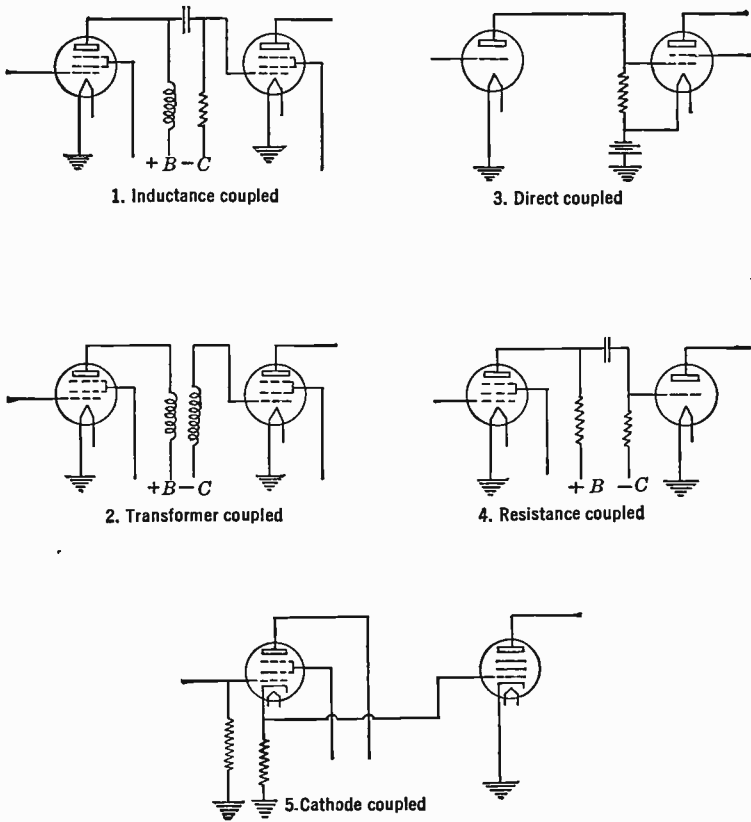 +B -C
1. Inductance coupled
3. Direct coupled
+B -C
2. Transformer coupled
+ B -C
4. Resistance coupled
5. Cathode coupled